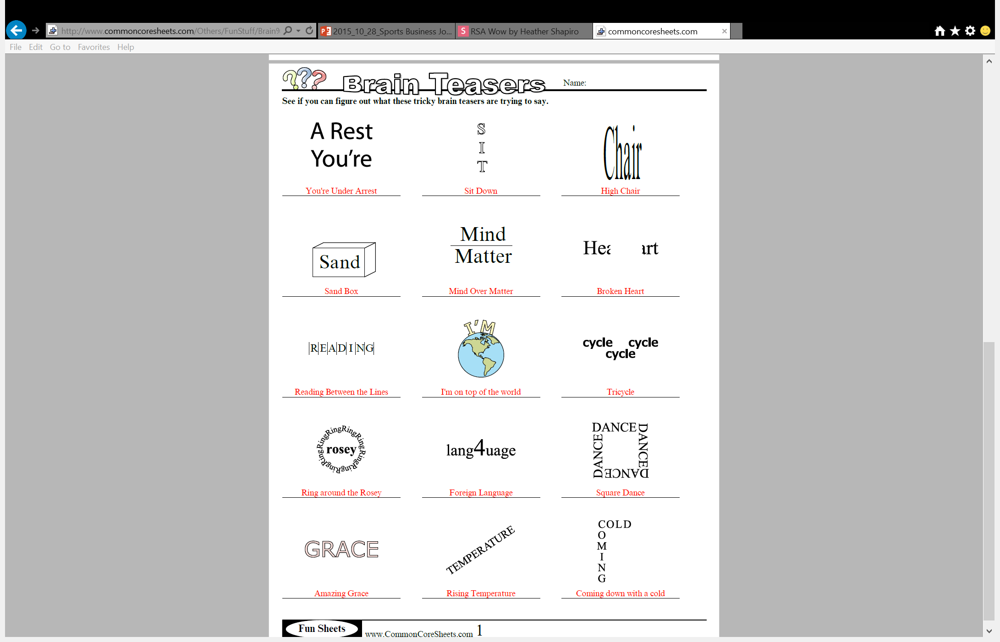 http://www.commoncoresheets.com/Others/FunStuff/Brain%
2015_10_28_Sports Business Jo...
S RSA Wow by Heather Shapiro
commoncoresheets.com
File Edit Go to Favorites Help
??? Brain Teasers Name:
See if you can figure out what these tricky brain teasers are trying to say.
A Rest
You're
S
I
T
Chair
You're Under Arrest
Sit Down
High Chair
Sand
Mind
Matter
Hea art
Sand Box
Mind Over Matter
Broken Heart
READING
I'M
cycle cycle
cycle
Reading Between the Lines
I'm on top of the world
Tricycle
RingRingRingRingRingRingRingRing
rosey
lang4uage
DANCE
DANCE
DANCE
DANCE
Ring around the Rosey
Foreign Language
Square Dance
GRACE
TEMPERATURE
COLD
O
M
I
N
G
Amazing Grace
Rising Temperature
Coming down with a cold
Fun Sheets www.CommonCoreSheets.com 1